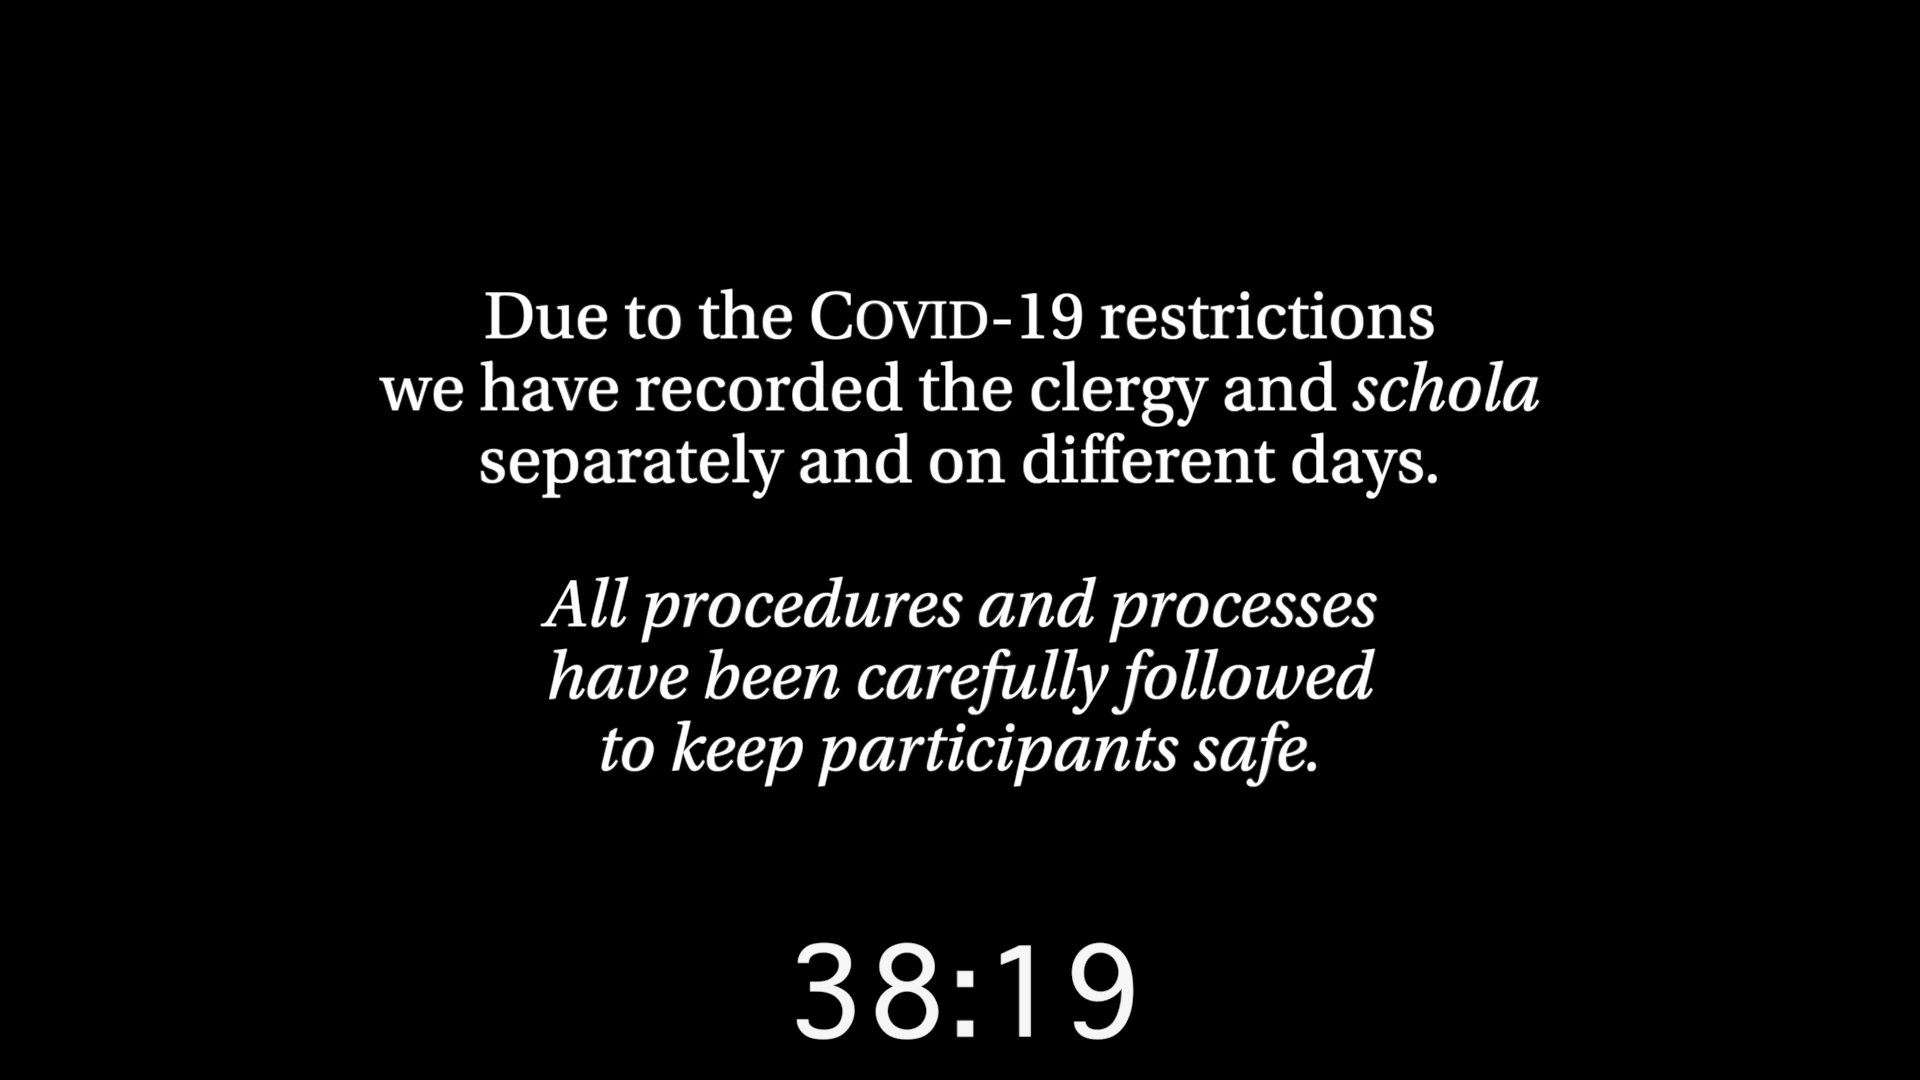 Due to the COVID-19 restrictions
we have recorded the clergy and schola
separately and on different days.
All procedures and processes
have been carefully followed
to keep participants safe.
38:19